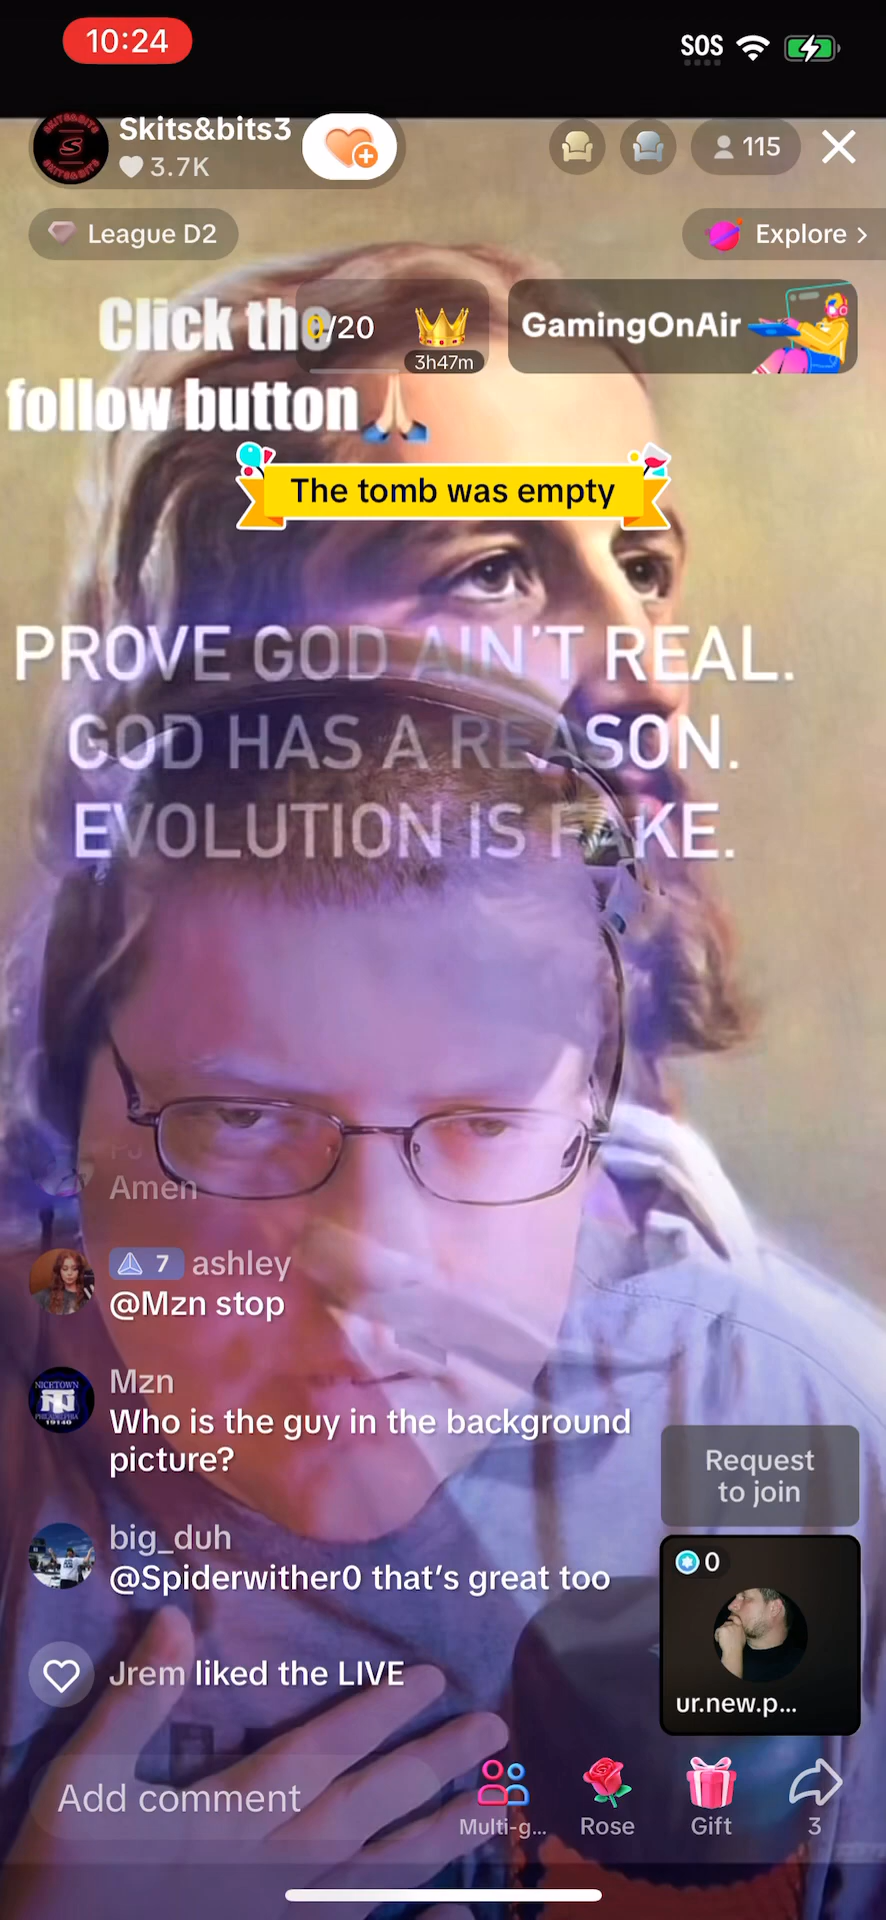 10:24
SOS
Skits&bits3
3.7K
115
League D2
Explore >
Click the
0/20
3h47m
GamingOnAir
follow button
The tomb was empty
PROVE GOD AIN'T REAL.
GOD HAS A REASON.
EVOLUTION IS FAKE.
Amen
7 ashley
@Mzn stop
NICETOWN
PHILADELPHIA
19140
Mzn
Who is the guy in the background
picture?
Request
to join
big_duh
@Spiderwither0 that's great too
0
Jrem liked the LIVE
ur.new.p...
Add comment
Multi-g...
Rose
Gift
3